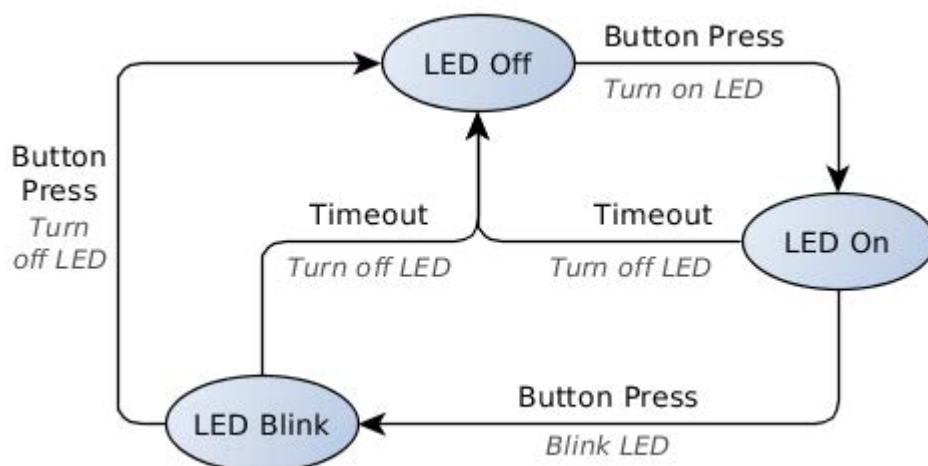 LED Off
Button Press
Turn on LED
Button
Press
Turn
off LED
Timeout
Turn off LED
Timeout
Turn off LED
LED On
LED Blink
Button Press
Blink LED